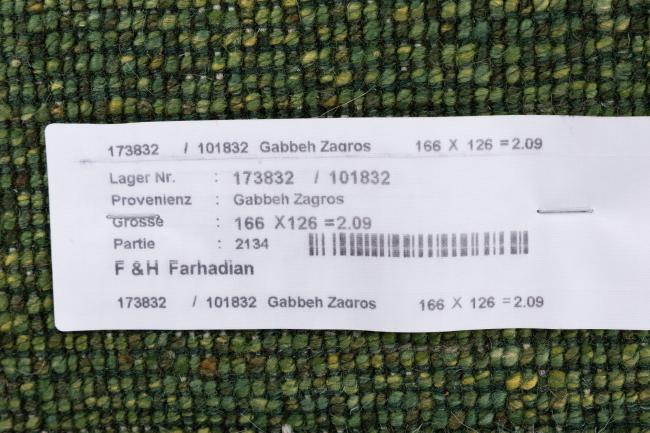 173832 / 101832 Gabbeh Zagros 166 X 126 = 2.09
Lager Nr. : 173832 / 101832
Provenienz : Gabbeh Zagros
Grösse : 166 X126 = 2.09
Partie : 2134
F & H Farhadian
173832 / 101832 Gabbeh Zagros 166 X 126 = 2.09